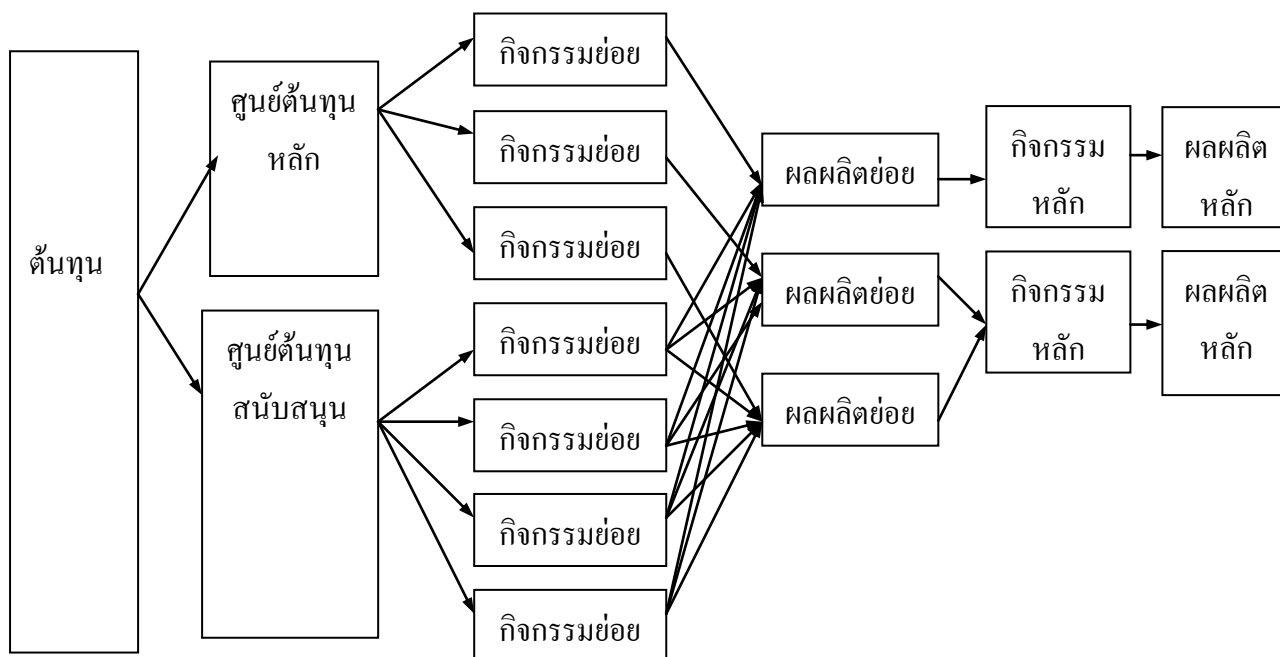 ต้นทุน
ศูนย์ต้นทุน
หลัก
ศูนย์ต้นทุน
สนับสนุน
กิจกรรมย่อย
กิจกรรมย่อย
กิจกรรมย่อย
กิจกรรมย่อย
กิจกรรมย่อย
กิจกรรมย่อย
กิจกรรมย่อย
ผลผลิตย่อย
ผลผลิตย่อย
ผลผลิตย่อย
กิจกรรม
หลัก
กิจกรรม
หลัก
ผลผลิต
หลัก
ผลผลิต
หลัก